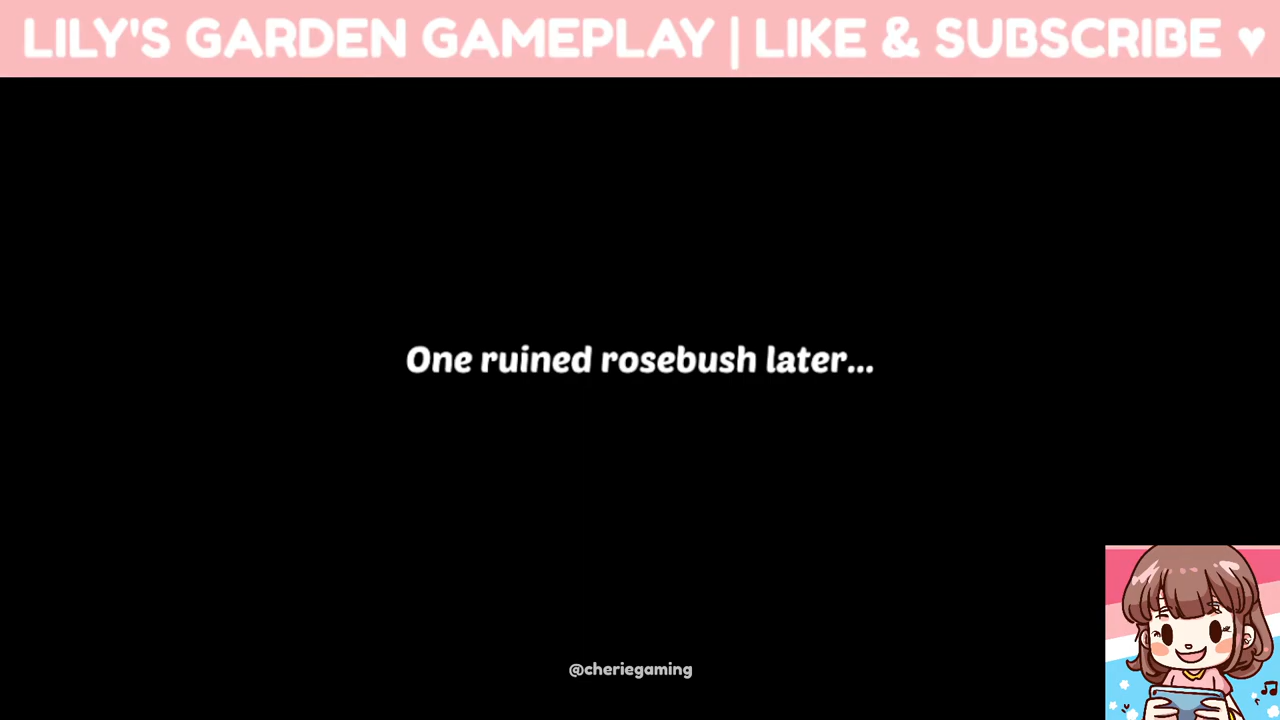 LILY'S GARDEN GAMEPLAY | LIKE & SUBSCRIBE ♥
One ruined rosebush later...
@cheriegaming